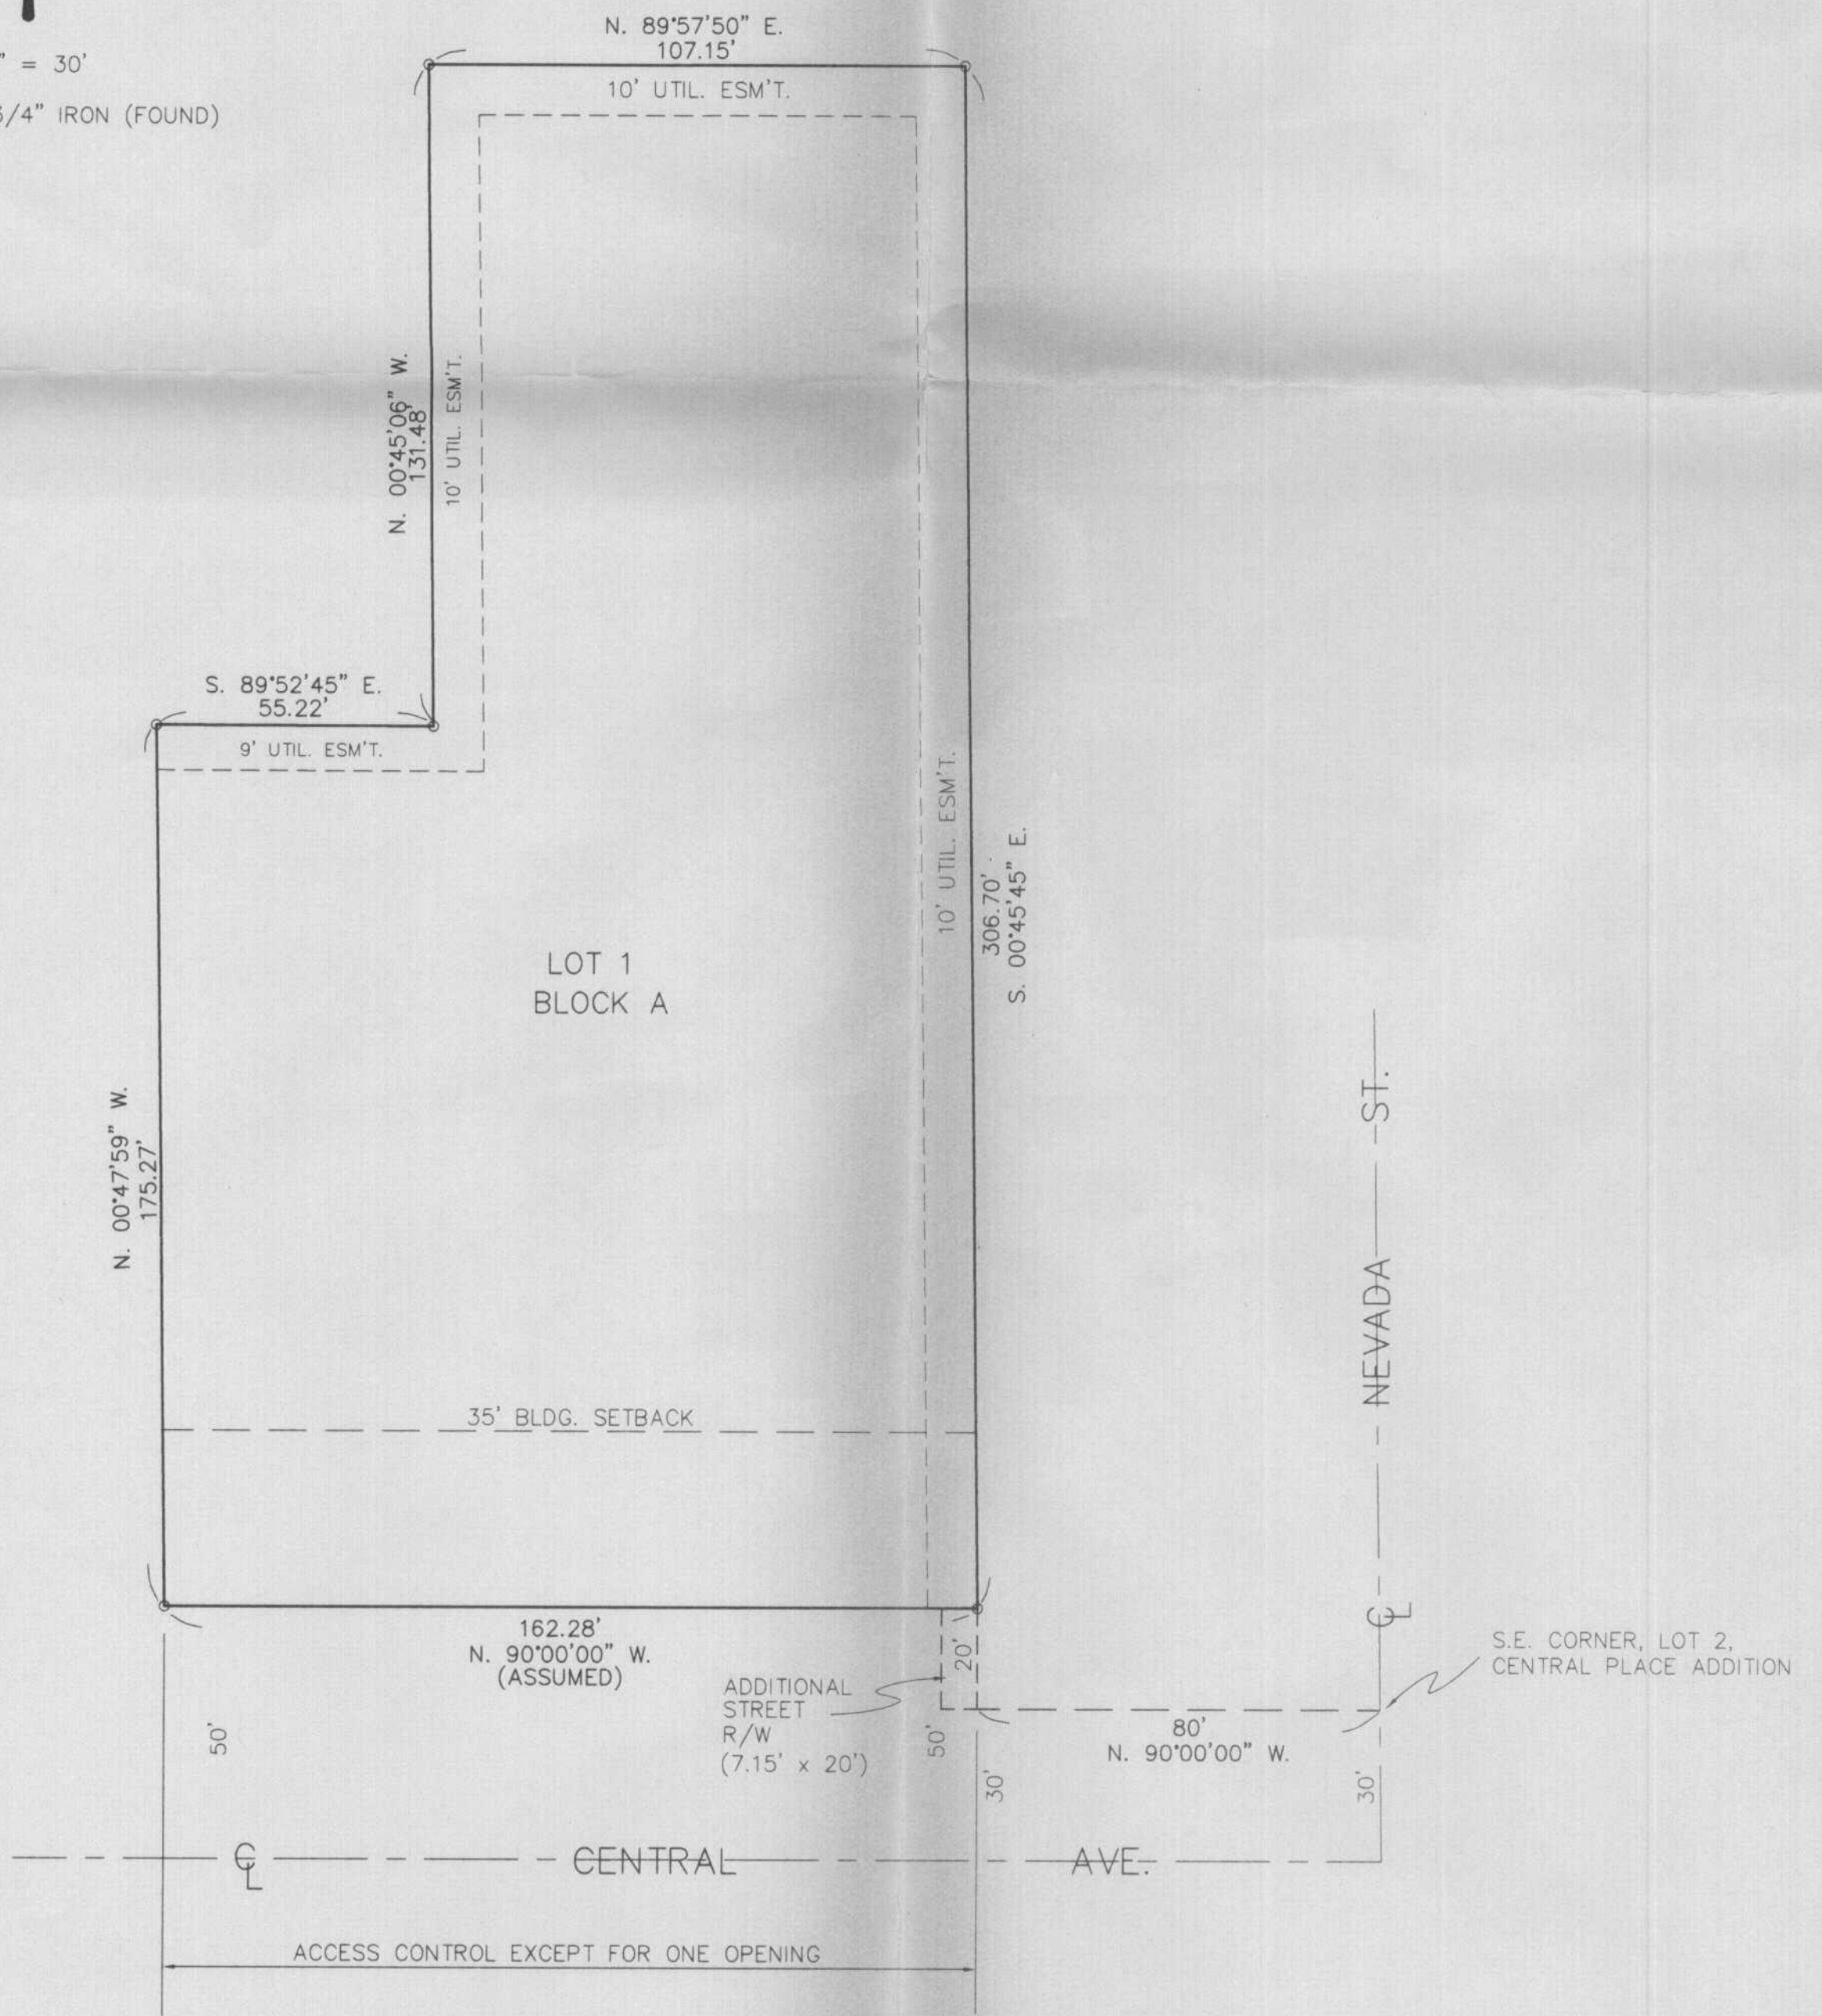 N. 89°57'50" E.
107.15'
" = 30'
10' UTIL. ESM'T.
3/4" IRON (FOUND)
N. 00°45'06" W.
131.48'
10' UTIL. ESM'T.
S. 89°52'45" E.
55.22'
9' UTIL. ESM'T.
10' UTIL. ESM'T.
306.70'
S. 00°45'45" E.
LOT 1
BLOCK A
N. 00°47'59" W.
175.27'
NEVADA ST.
35' BLDG. SETBACK
162.28'
N. 90°00'00" W.
(ASSUMED)
20'
CL
S.E. CORNER, LOT 2,
CENTRAL PLACE ADDITION
ADDITIONAL
STREET
R/W
(7.15' x 20')
50'
50'
80'
N. 90°00'00" W.
30'
30'
CL CENTRAL AVE.
ACCESS CONTROL EXCEPT FOR ONE OPENING